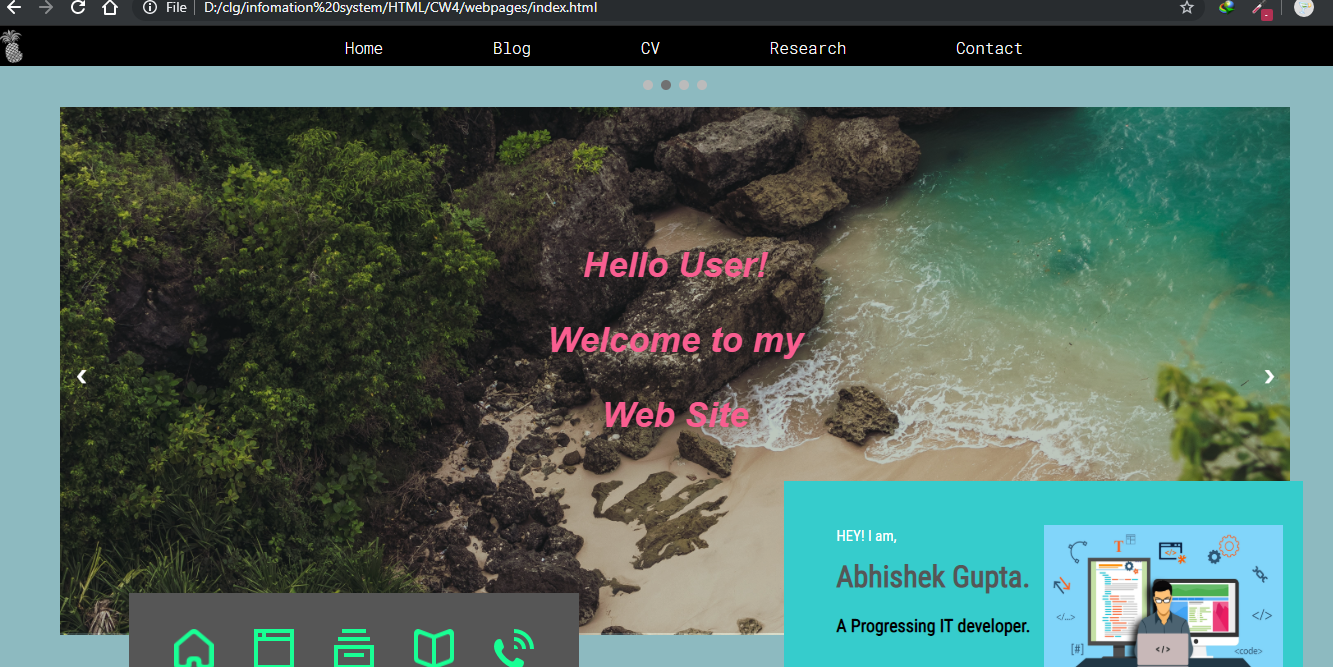 File
D:/clg/infomation%20system/HTML/CW4/webpages/index.html
Home
Blog
CV
Research
Contact
Hello User!
Welcome to my
Web Site
HEY! I am,
Abhishek Gupta.
A Progressing IT developer.
T
</>
</...>
</>
[#]
</>
<code>